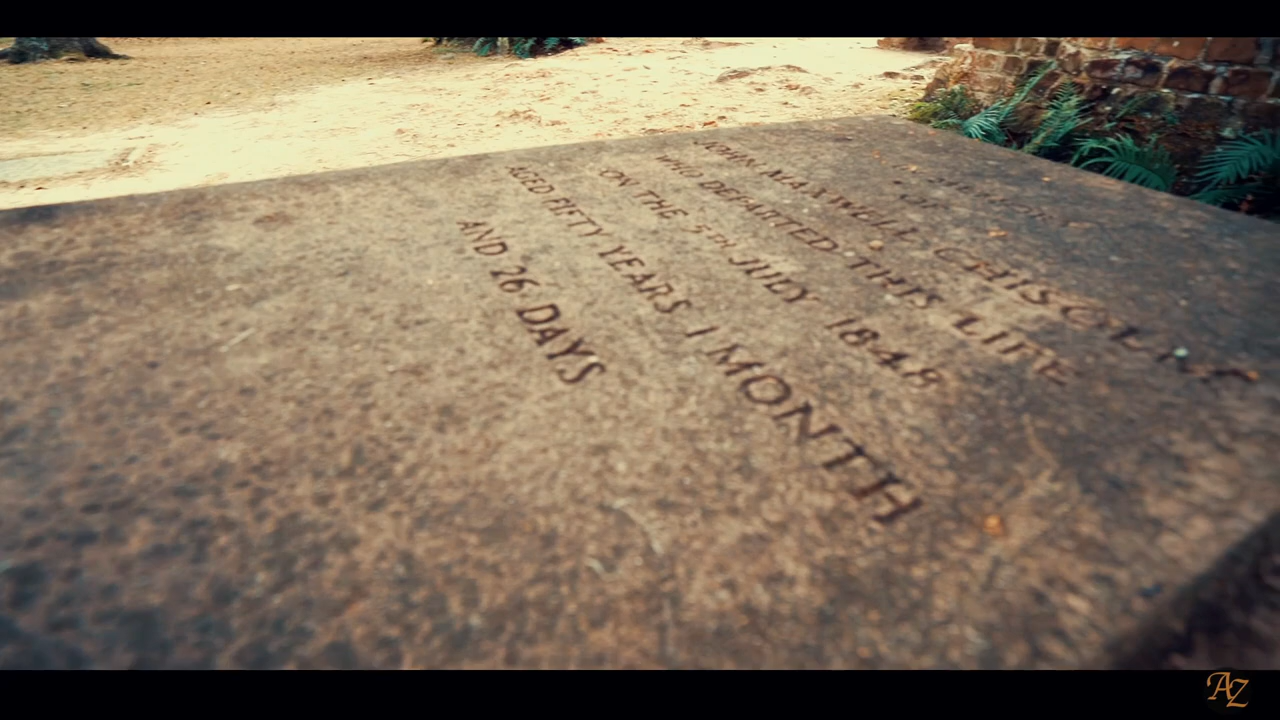 OF
JOHN MAXWELL CHISOLM
WHO DEPARTED THIS LIFE
ON THE 5TH JULY 1848
AGED FIFTY YEARS 1 MONTH
AND 26 DAYS
AZ